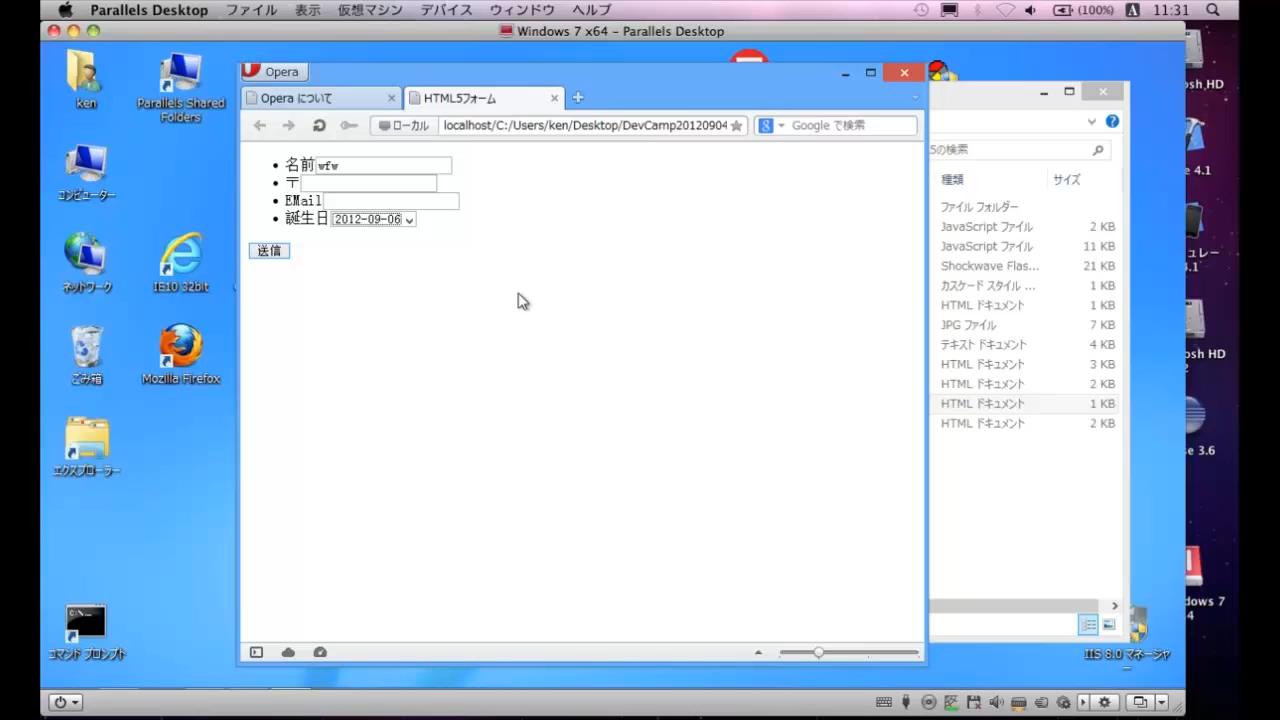 Parallels Desktop ファイル 表示 仮想マシン デバイス ウィンドウ ヘルプ (100%) A 11:31
Windows 7 x64 - Parallels Desktop
Opera
Opera について
HTML5フォーム
ローカル localhost/C:/Users/ken/Desktop/DevCamp20120904
Google で検索
名前 wfw
〒
EMail
誕生日 2012-09-06
送信
ken
Parallels Shared Folders
コンピューター
ネットワーク
IE10 32bit
ごみ箱
Mozilla Firefox
エクスプローラー
コマンド プロンプト
5の検索
種類 サイズ
ファイル フォルダー
JavaScript ファイル 2 KB
JavaScript ファイル 11 KB
Shockwave Flas... 21 KB
カスケード スタイル ... 1 KB
HTML ドキュメント 1 KB
JPG ファイル 7 KB
テキスト ドキュメント 4 KB
HTML ドキュメント 3 KB
HTML ドキュメント 2 KB
HTML ドキュメント 1 KB
HTML ドキュメント 2 KB
IIS 8.0 マネージャー
osh HD
e 4.1
ュレー
.1
osh HD
2
se 3.6
dows 7
4